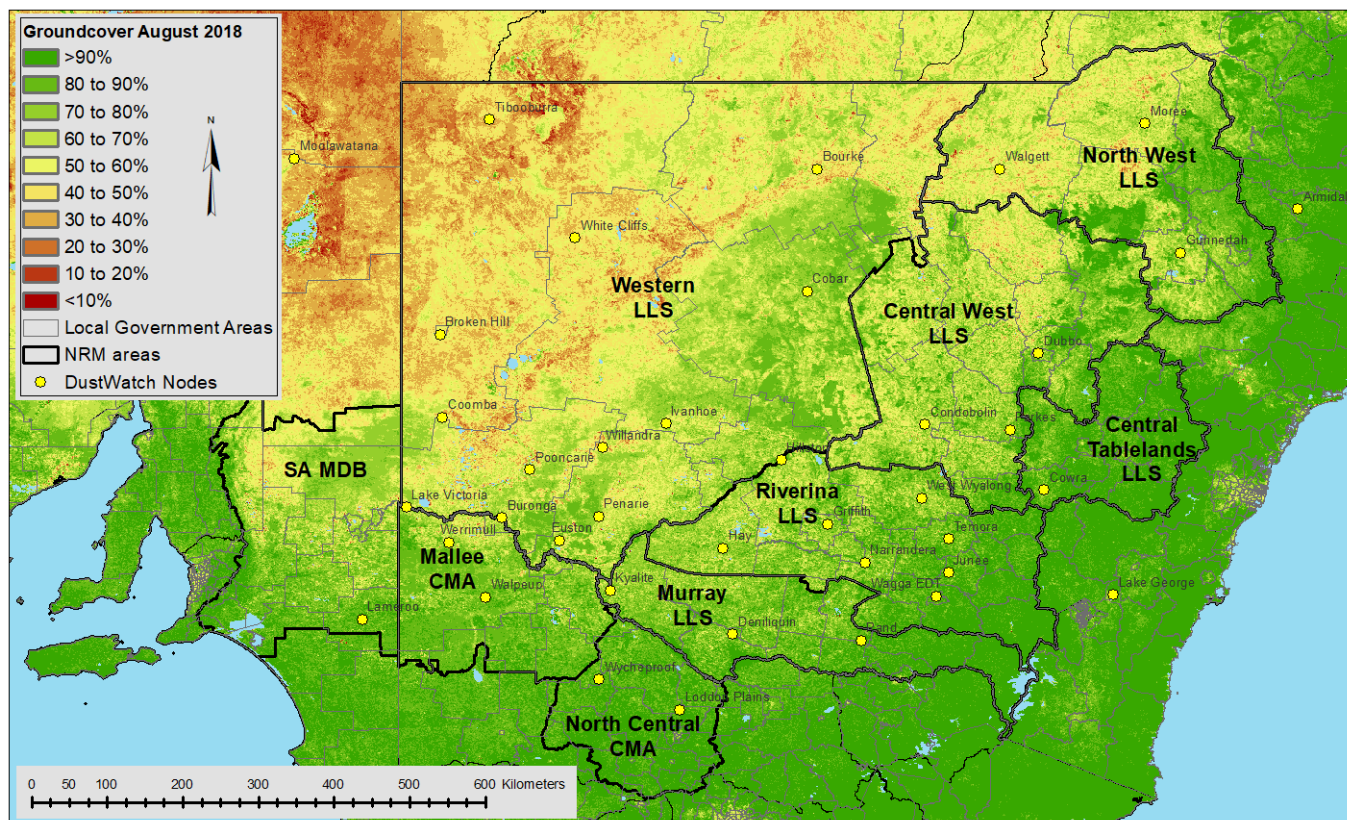 Groundcover August 2018
>90%
80 to 90%
70 to 80%
60 to 70%
50 to 60%
40 to 50%
30 to 40%
20 to 30%
10 to 20%
<10%
Local Government Areas
NRM areas
DustWatch Nodes
N
Tibooburra
Moolawatana
Moree
North West
LLS
Bourke
Walgett
Armidal
White Cliffs
Gunnedah
Western
LLS
Cobar
Central West
LLS
Broken Hill
Dubbo
Coomba
Ivanhoe
Condobolin
Parkes
Central
Tablelands
LLS
Willandra
Hillston
SA MDB
Pooncarie
Riverina
LLS
Cowra
Lake Victoria
Buronga
Penarie
West Wyalong
Griffith
Werrimull
Euston
Temora
Mallee
CMA
Hay
Narrandera
Junee
Walpeup
Kyalite
Wagga EDT
Lake George
Murray
LLS
Lameroo
Deniliquin
Rand
Wycheproof
Loddon Plains
North Central
CMA
0 50 100 200 300 400 500 600 Kilometers